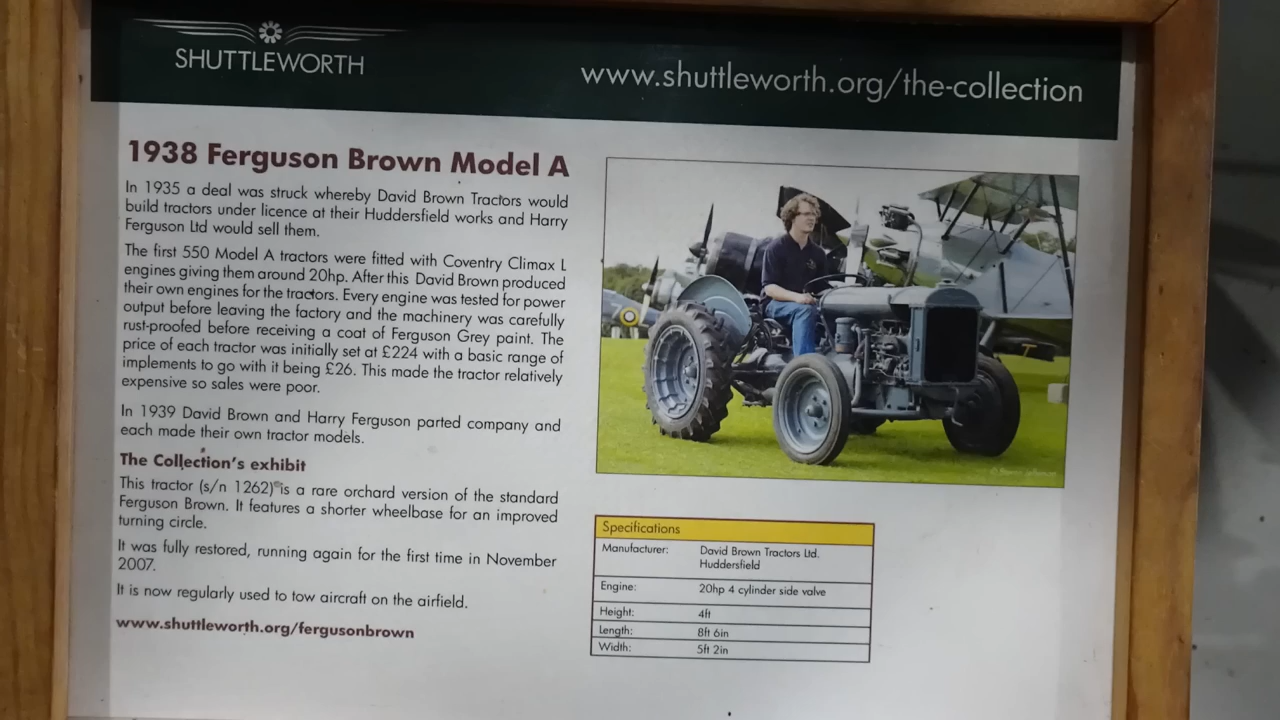 SHUTTLEWORTH
www.shuttleworth.org/the-collection
1938 Ferguson Brown Model A
In 1935 a deal was struck whereby David Brown Tractors would
build tractors under licence at their Huddersfield works and Harry
Ferguson Ltd would sell them.
The first 550 Model A tractors were fitted with Coventry Climax L
engines giving them around 20hp. After this David Brown produced
their own engines for the tractors. Every engine was tested for power
output before leaving the factory and the machinery was carefully
rust-proofed before receiving a coat of Ferguson Grey paint. The
price of each tractor was initially set at £224 with a basic range of
implements to go with it being £26. This made the tractor relatively
expensive so sales were poor.
In 1939 David Brown and Harry Ferguson parted company and
each made their own tractor models.
The Collection's exhibit
This tractor (s/n 1262) is a rare orchard version of the standard
Ferguson Brown. It features a shorter wheelbase for an improved
turning circle.
It was fully restored, running again for the first time in November
2007.
It is now regularly used to tow aircraft on the airfield.
www.shuttleworth.org/fergusonbrown
Specifications
Manufacturer: David Brown Tractors Ltd.
Huddersfield
Engine: 20hp 4 cylinder side valve
Height: 4ft
Length: 8ft 6in
Width: 5ft 2in